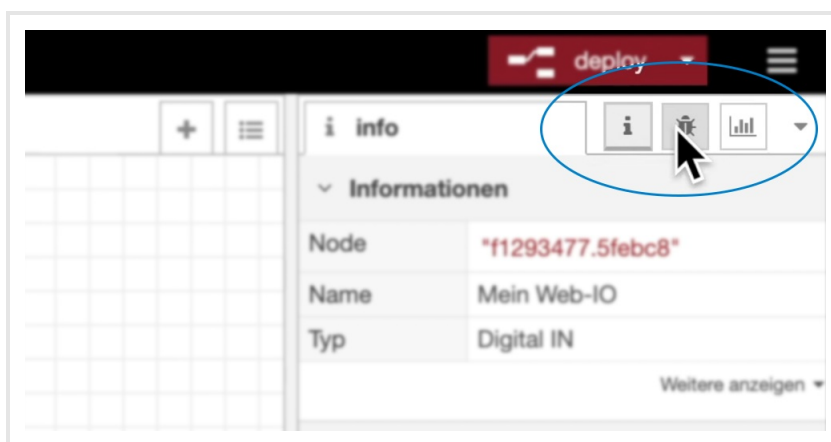 deploy
i info i
Informationen
Node "f1293477.5febc8"
Name Mein Web-IO
Typ Digital IN
Weitere anzeigen